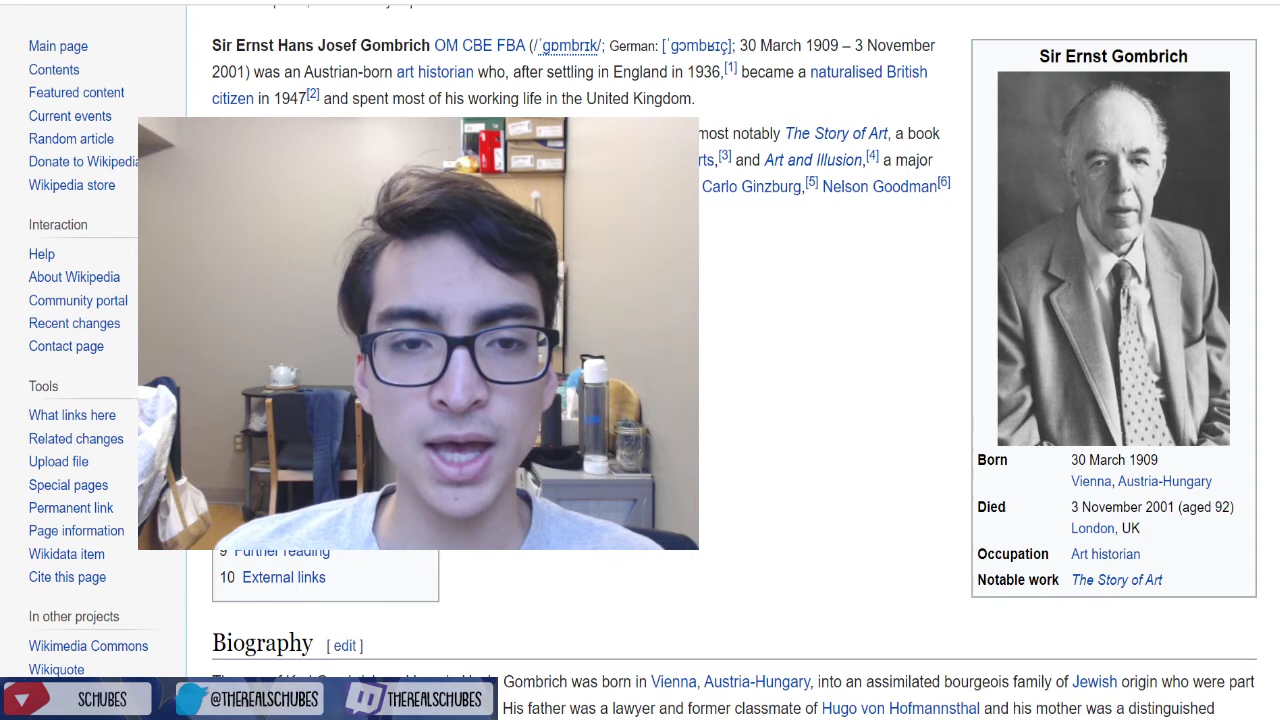 Main page
Contents
Featured content
Current events
Random article
Donate to Wikipedia
Wikipedia store
Interaction
Help
About Wikipedia
Community portal
Recent changes
Contact page
Tools
What links here
Related changes
Upload file
Special pages
Permanent link
Page information
Wikidata item
Cite this page
In other projects
Wikimedia Commons
Wikiquote
Sir Ernst Hans Josef Gombrich OM CBE FBA (/ˈɡɒmbrɪk/; German: [ˈɡɔmbʁɪç]; 30 March 1909 – 3 November
2001) was an Austrian-born art historian who, after settling in England in 1936,[1] became a naturalised British
citizen in 1947[2] and spent most of his working life in the United Kingdom.
most notably The Story of Art, a book
rts,[3] and Art and Illusion,[4] a major
Carlo Ginzburg,[5] Nelson Goodman[6]
9 Further reading
10 External links
Sir Ernst Gombrich
Born 30 March 1909
Vienna, Austria-Hungary
Died 3 November 2001 (aged 92)
London, UK
Occupation Art historian
Notable work The Story of Art
Biography [ edit ]
Gombrich was born in Vienna, Austria-Hungary, into an assimilated bourgeois family of Jewish origin who were part
His father was a lawyer and former classmate of Hugo von Hofmannsthal and his mother was a distinguished
SCHUBES @THEREALSCHUBES THEREALSCHUBES